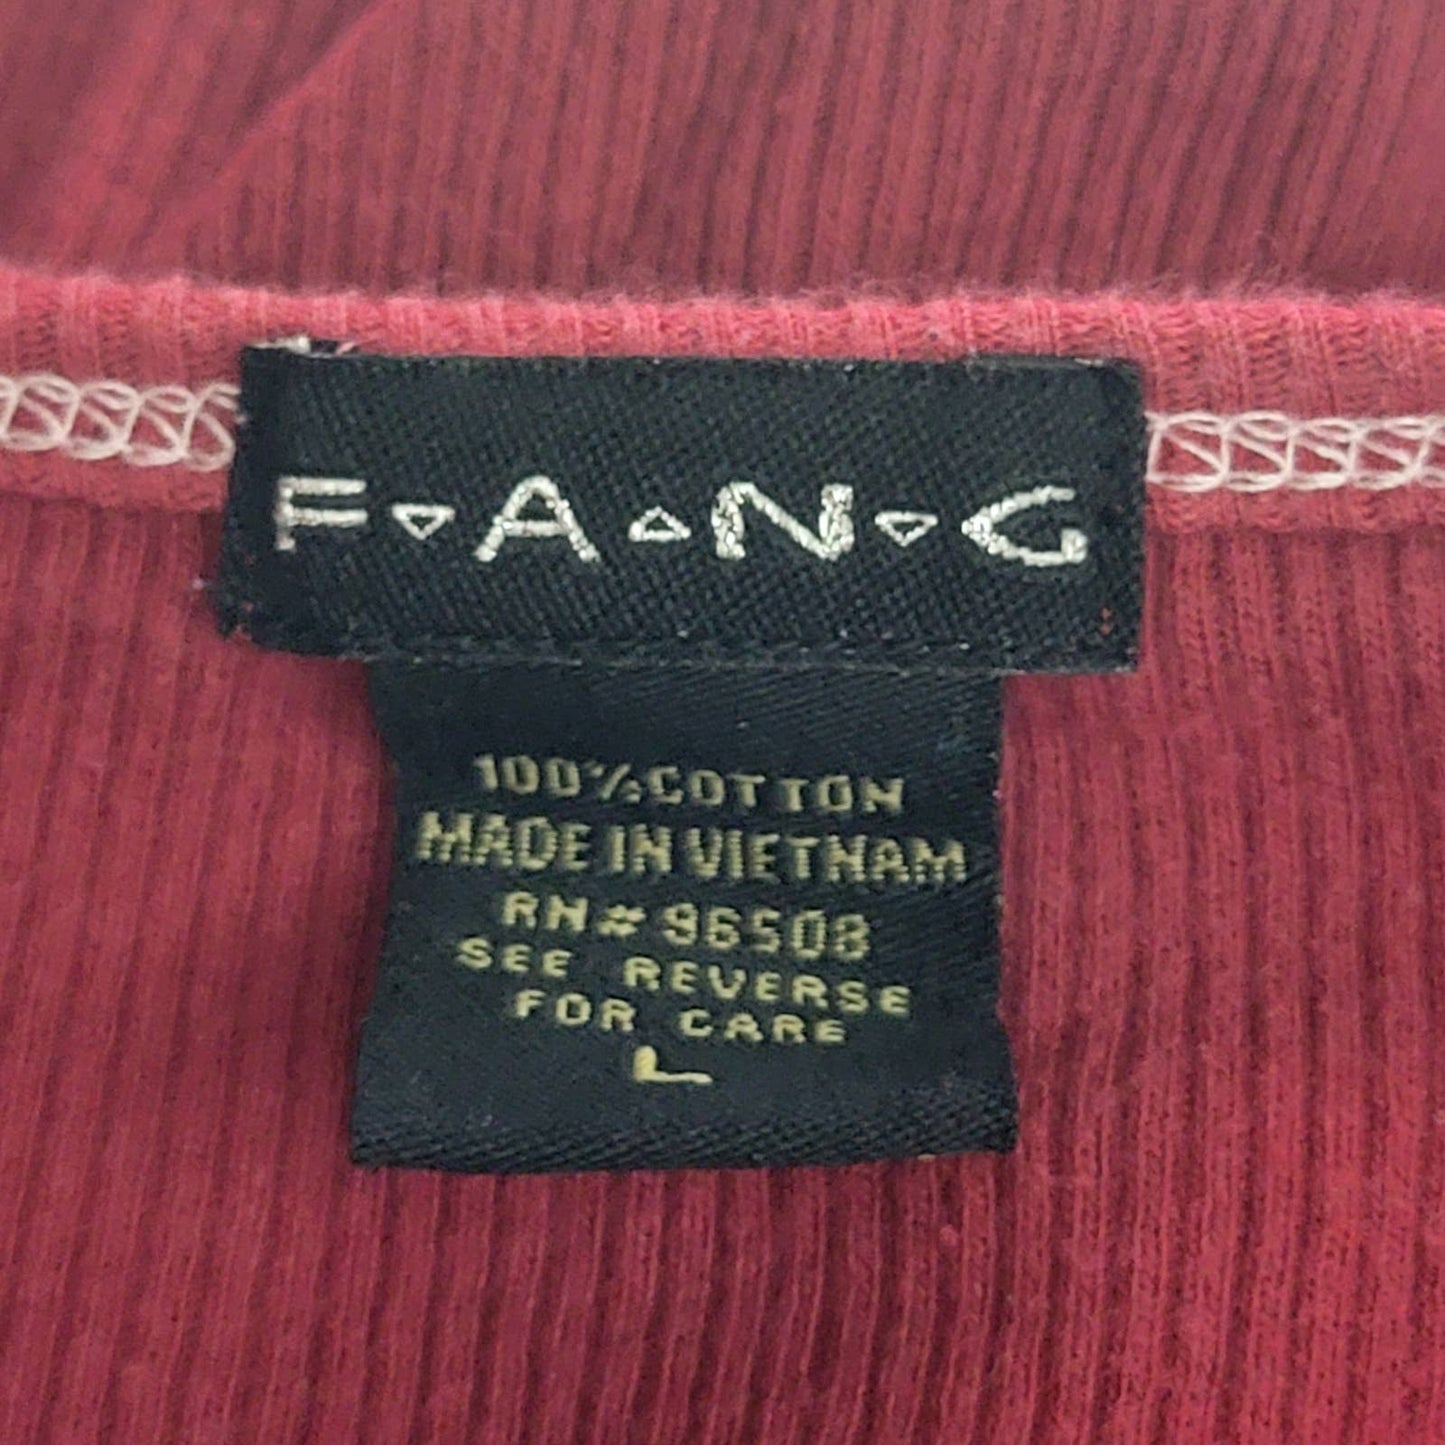 F▽A△N▽G
100% COTTON
MADE IN VIETNAM
RN# 96508
SEE REVERSE
FOR CARE
L